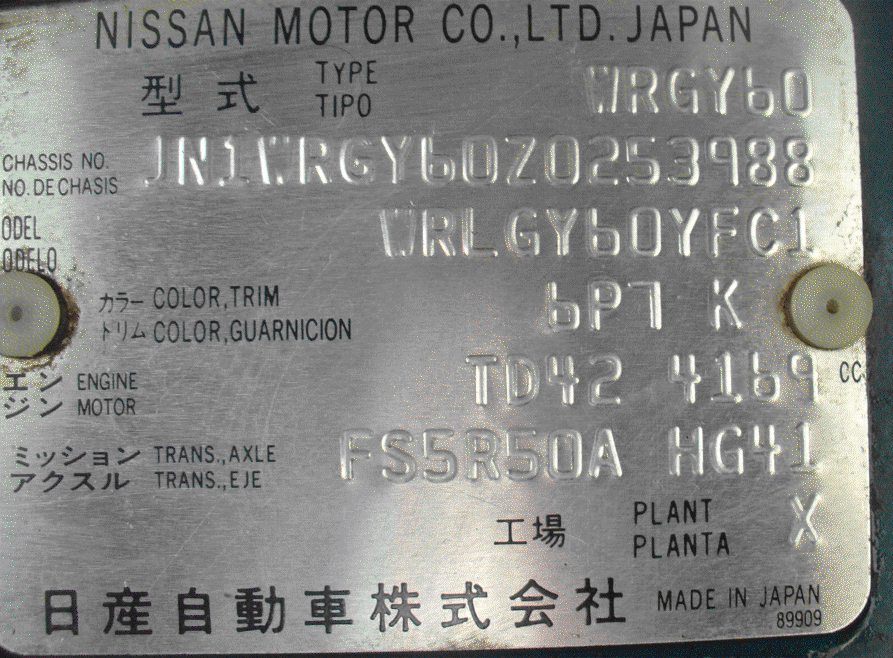 NISSAN MOTOR CO.,LTD. JAPAN
型式 TYPE WRGY60
TIPO
CHASSIS NO. JN1WRGY60Z0253988
NO. DE CHASIS
ODEL WRLGY60YFC1
ODELO
カラー COLOR,TRIM 6P7 K
トリム COLOR,GUARNICION
エン ENGINE TD42 4169 CC
ジン MOTOR
ミッション TRANS.,AXLE FS5R50A HG41
アクスル TRANS.,EJE
工場 PLANT X
PLANTA
日産自動車株式会社 MADE IN JAPAN
89909